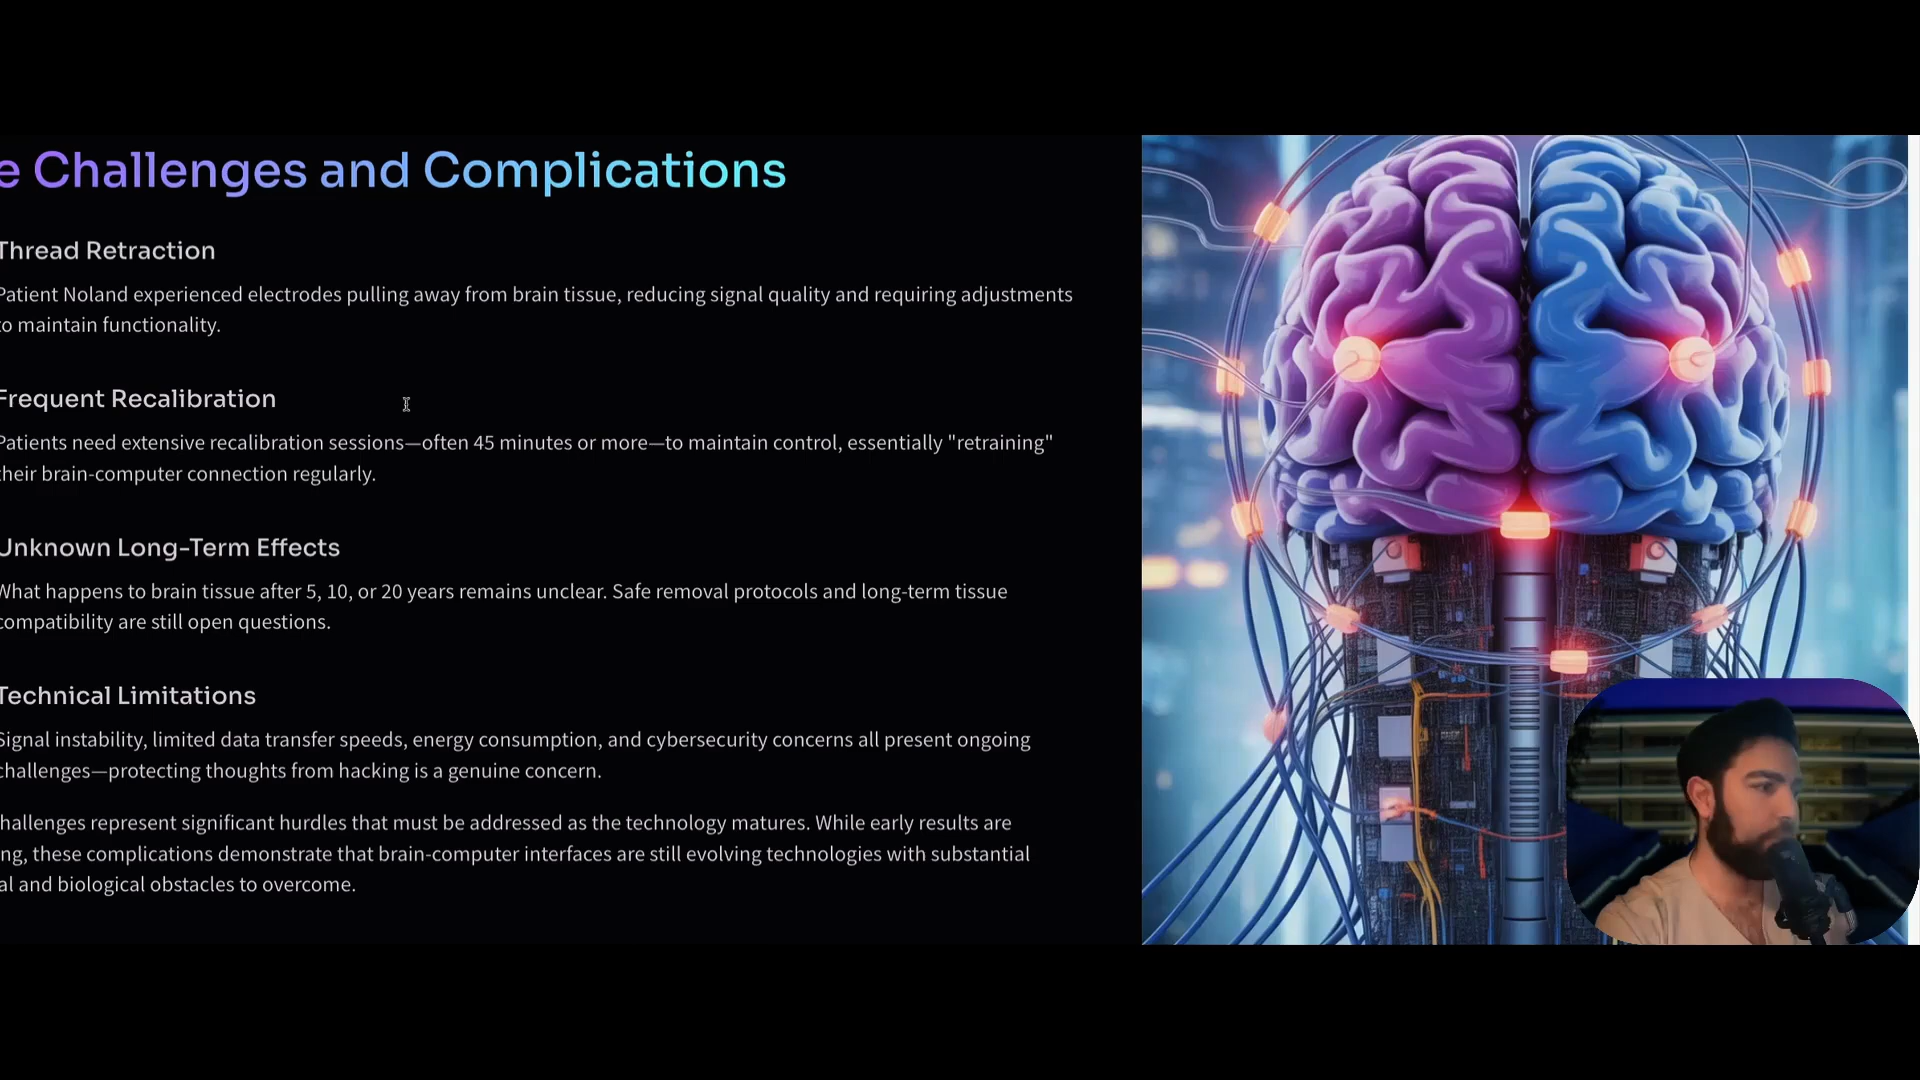 e Challenges and Complications
Thread Retraction
Patient Noland experienced electrodes pulling away from brain tissue, reducing signal quality and requiring adjustments
to maintain functionality.
Frequent Recalibration
Patients need extensive recalibration sessions—often 45 minutes or more—to maintain control, essentially "retraining"
their brain-computer connection regularly.
Unknown Long-Term Effects
What happens to brain tissue after 5, 10, or 20 years remains unclear. Safe removal protocols and long-term tissue
compatibility are still open questions.
Technical Limitations
Signal instability, limited data transfer speeds, energy consumption, and cybersecurity concerns all present ongoing
challenges—protecting thoughts from hacking is a genuine concern.
hallenges represent significant hurdles that must be addressed as the technology matures. While early results are
ng, these complications demonstrate that brain-computer interfaces are still evolving technologies with substantial
al and biological obstacles to overcome.